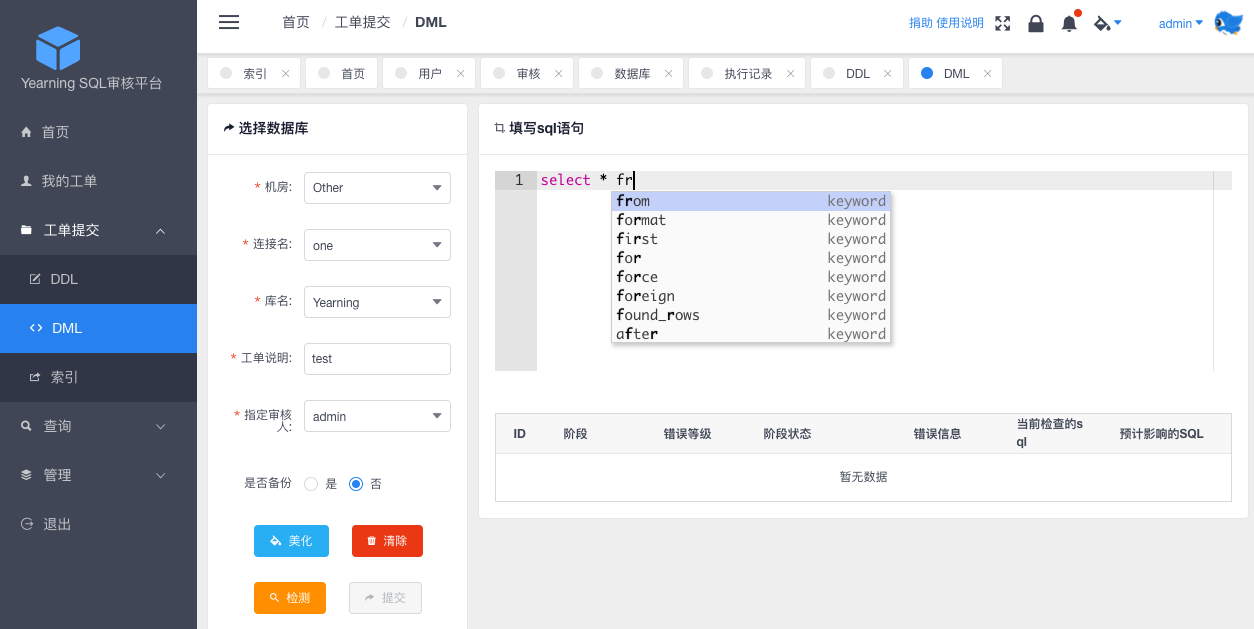 首页 / 工单提交 / DML
捐助 使用说明
admin
Yearning SQL审核平台
首页
我的工单
工单提交
DDL
DML
索引
查询
管理
退出
索引 首页 用户 审核 数据库 执行记录 DDL DML
选择数据库
* 机房: Other
* 连接名: one
* 库名: Yearning
* 工单说明: test
* 指定审核
人: admin
是否备份 是 否
美化 清除
检测 提交
填写sql语句
1 select * fr
from keyword
format keyword
first keyword
for keyword
force keyword
foreign keyword
found_rows keyword
after keyword
ID 阶段 错误等级 阶段状态 错误信息 当前检查的s
ql 预计影响的SQL
暂无数据